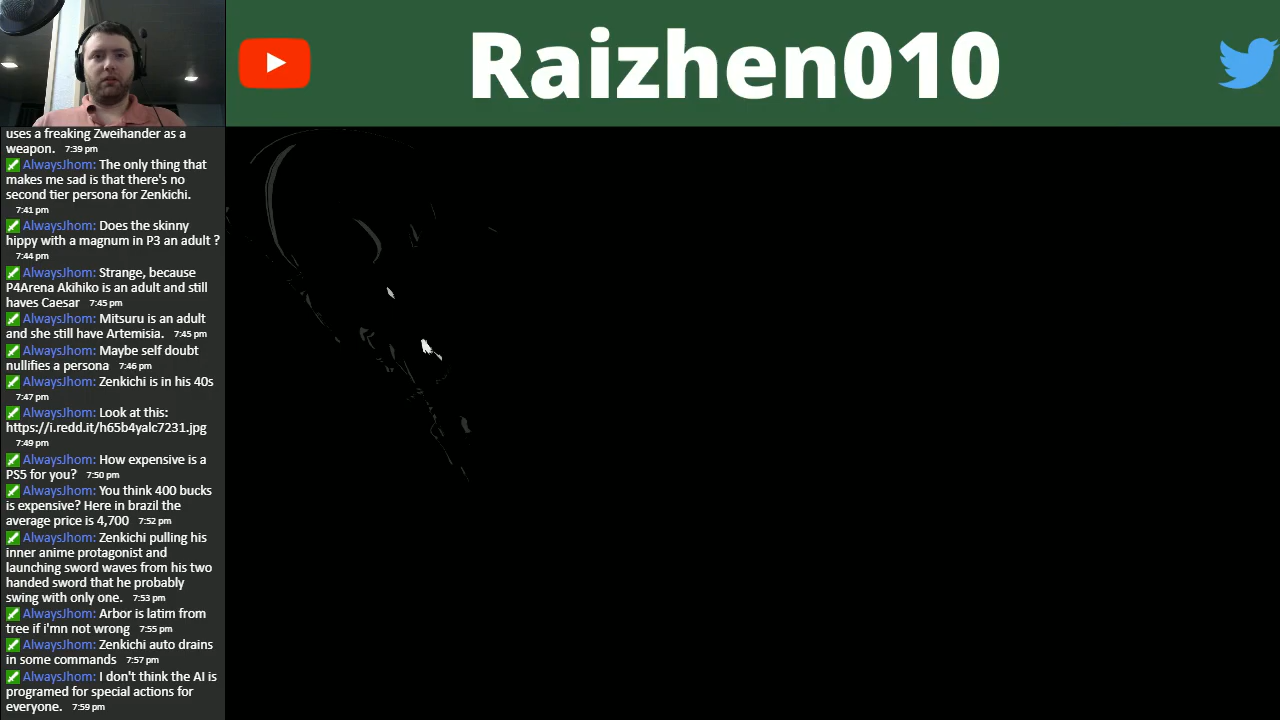 Raizhen010
uses a freaking Zweihander as a
weapon. 7:39 pm
AlwaysJhom: The only thing that
makes me sad is that there's no
second tier persona for Zenkichi.
7:41 pm
AlwaysJhom: Does the skinny
hippy with a magnum in P3 an adult ?
7:44 pm
AlwaysJhom: Strange, because
P4Arena Akihiko is an adult and still
haves Caesar 7:45 pm
AlwaysJhom: Mitsuru is an adult
and she still have Artemisia. 7:45 pm
AlwaysJhom: Maybe self doubt
nullifies a persona 7:46 pm
AlwaysJhom: Zenkichi is in his 40s
7:47 pm
AlwaysJhom: Look at this:
https://i.redd.it/h65b4yalc7231.jpg
7:49 pm
AlwaysJhom: How expensive is a
PS5 for you? 7:50 pm
AlwaysJhom: You think 400 bucks
is expensive? Here in brazil the
average price is 4,700 7:52 pm
AlwaysJhom: Zenkichi pulling his
inner anime protagonist and
launching sword waves from his two
handed sword that he probably
swing with only one. 7:53 pm
AlwaysJhom: Arbor is latim from
tree if i'mn not wrong 7:55 pm
AlwaysJhom: Zenkichi auto drains
in some commands 7:57 pm
AlwaysJhom: I don't think the AI is
programed for special actions for
everyone. 7:59 pm